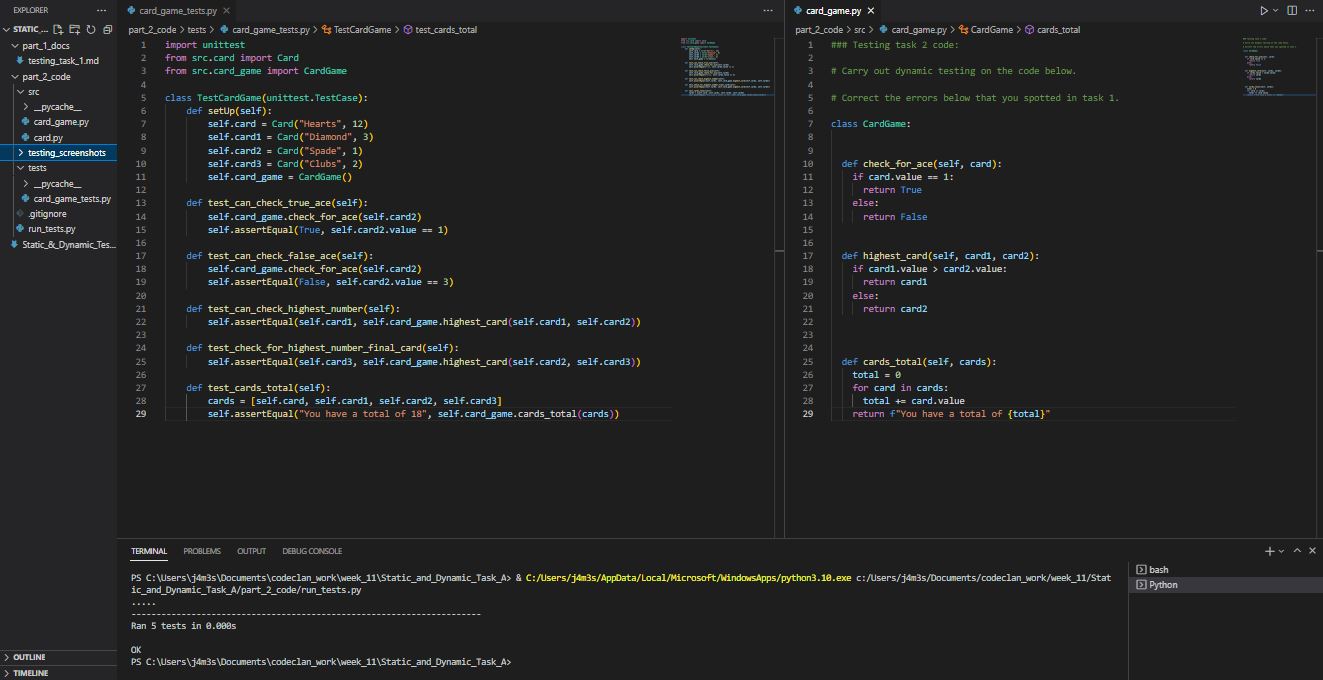 EXPLORER
STATIC_...
part_1_docs
testing_task_1.md
part_2_code
src
__pycache__
card_game.py
card.py
testing_screenshots
tests
__pycache__
card_game_tests.py
.gitignore
run_tests.py
Static_&_Dynamic_Tes...
OUTLINE
TIMELINE
card_game_tests.py
part_2_code > tests > card_game_tests.py > TestCardGame > test_cards_total
1 import unittest
2 from src.card import Card
3 from src.card_game import CardGame
4
5 class TestCardGame(unittest.TestCase):
6     def setUp(self):
7         self.card = Card("Hearts", 12)
8         self.card1 = Card("Diamond", 3)
9         self.card2 = Card("Spade", 1)
10         self.card3 = Card("Clubs", 2)
11         self.card_game = CardGame()
12
13     def test_can_check_true_ace(self):
14         self.card_game.check_for_ace(self.card2)
15         self.assertEqual(True, self.card2.value == 1)
16
17     def test_can_check_false_ace(self):
18         self.card_game.check_for_ace(self.card2)
19         self.assertEqual(False, self.card2.value == 3)
20
21     def test_can_check_highest_number(self):
22         self.assertEqual(self.card1, self.card_game.highest_card(self.card1, self.card2))
23
24     def test_check_for_highest_number_final_card(self):
25         self.assertEqual(self.card3, self.card_game.highest_card(self.card2, self.card3))
26
27     def test_cards_total(self):
28         cards = [self.card, self.card1, self.card2, self.card3]
29         self.assertEqual("You have a total of 18", self.card_game.cards_total(cards))
card_game.py
part_2_code > src > card_game.py > CardGame > cards_total
1 ### Testing task 2 code:
2
3 # Carry out dynamic testing on the code below.
4
5 # Correct the errors below that you spotted in task 1.
6
7 class CardGame:
8
9
10   def check_for_ace(self, card):
11     if card.value == 1:
12       return True
13     else:
14       return False
15
16
17   def highest_card(self, card1, card2):
18     if card1.value > card2.value:
19       return card1
20     else:
21       return card2
22
23
24
25   def cards_total(self, cards):
26     total = 0
27     for card in cards:
28       total += card.value
29     return f"You have a total of {total}"
TERMINAL PROBLEMS OUTPUT DEBUG CONSOLE
PS C:\Users\j4m3s\Documents\codeclan_work\week_11\Static_and_Dynamic_Task_A> & C:/Users/j4m3s/AppData/Local/Microsoft/WindowsApps/python3.10.exe c:/Users/j4m3s/Documents/codeclan_work/week_11/Stat
ic_and_Dynamic_Task_A/part_2_code/run_tests.py
.....
----------------------------------------------------------------------
Ran 5 tests in 0.000s
OK
PS C:\Users\j4m3s\Documents\codeclan_work\week_11\Static_and_Dynamic_Task_A>
bash
Python